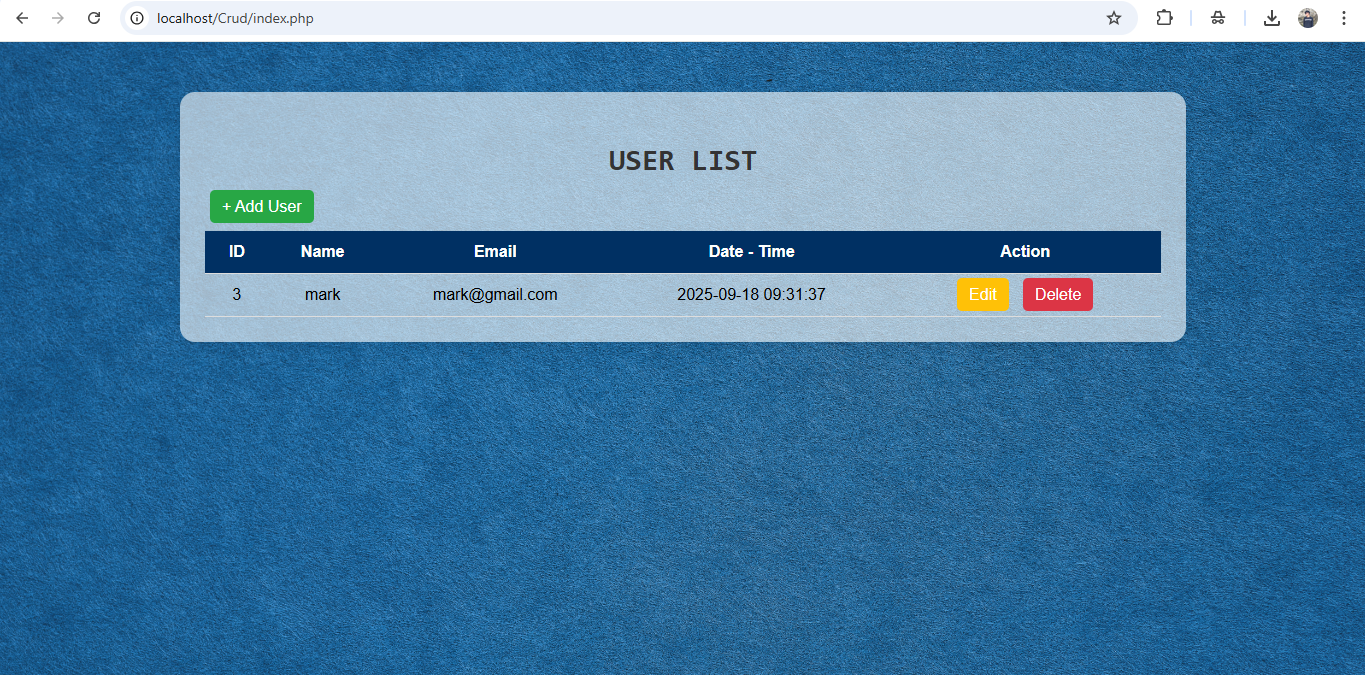 localhost/Crud/index.php
USER LIST
+ Add User
ID Name Email Date - Time Action
3 mark mark@gmail.com 2025-09-18 09:31:37 Edit Delete